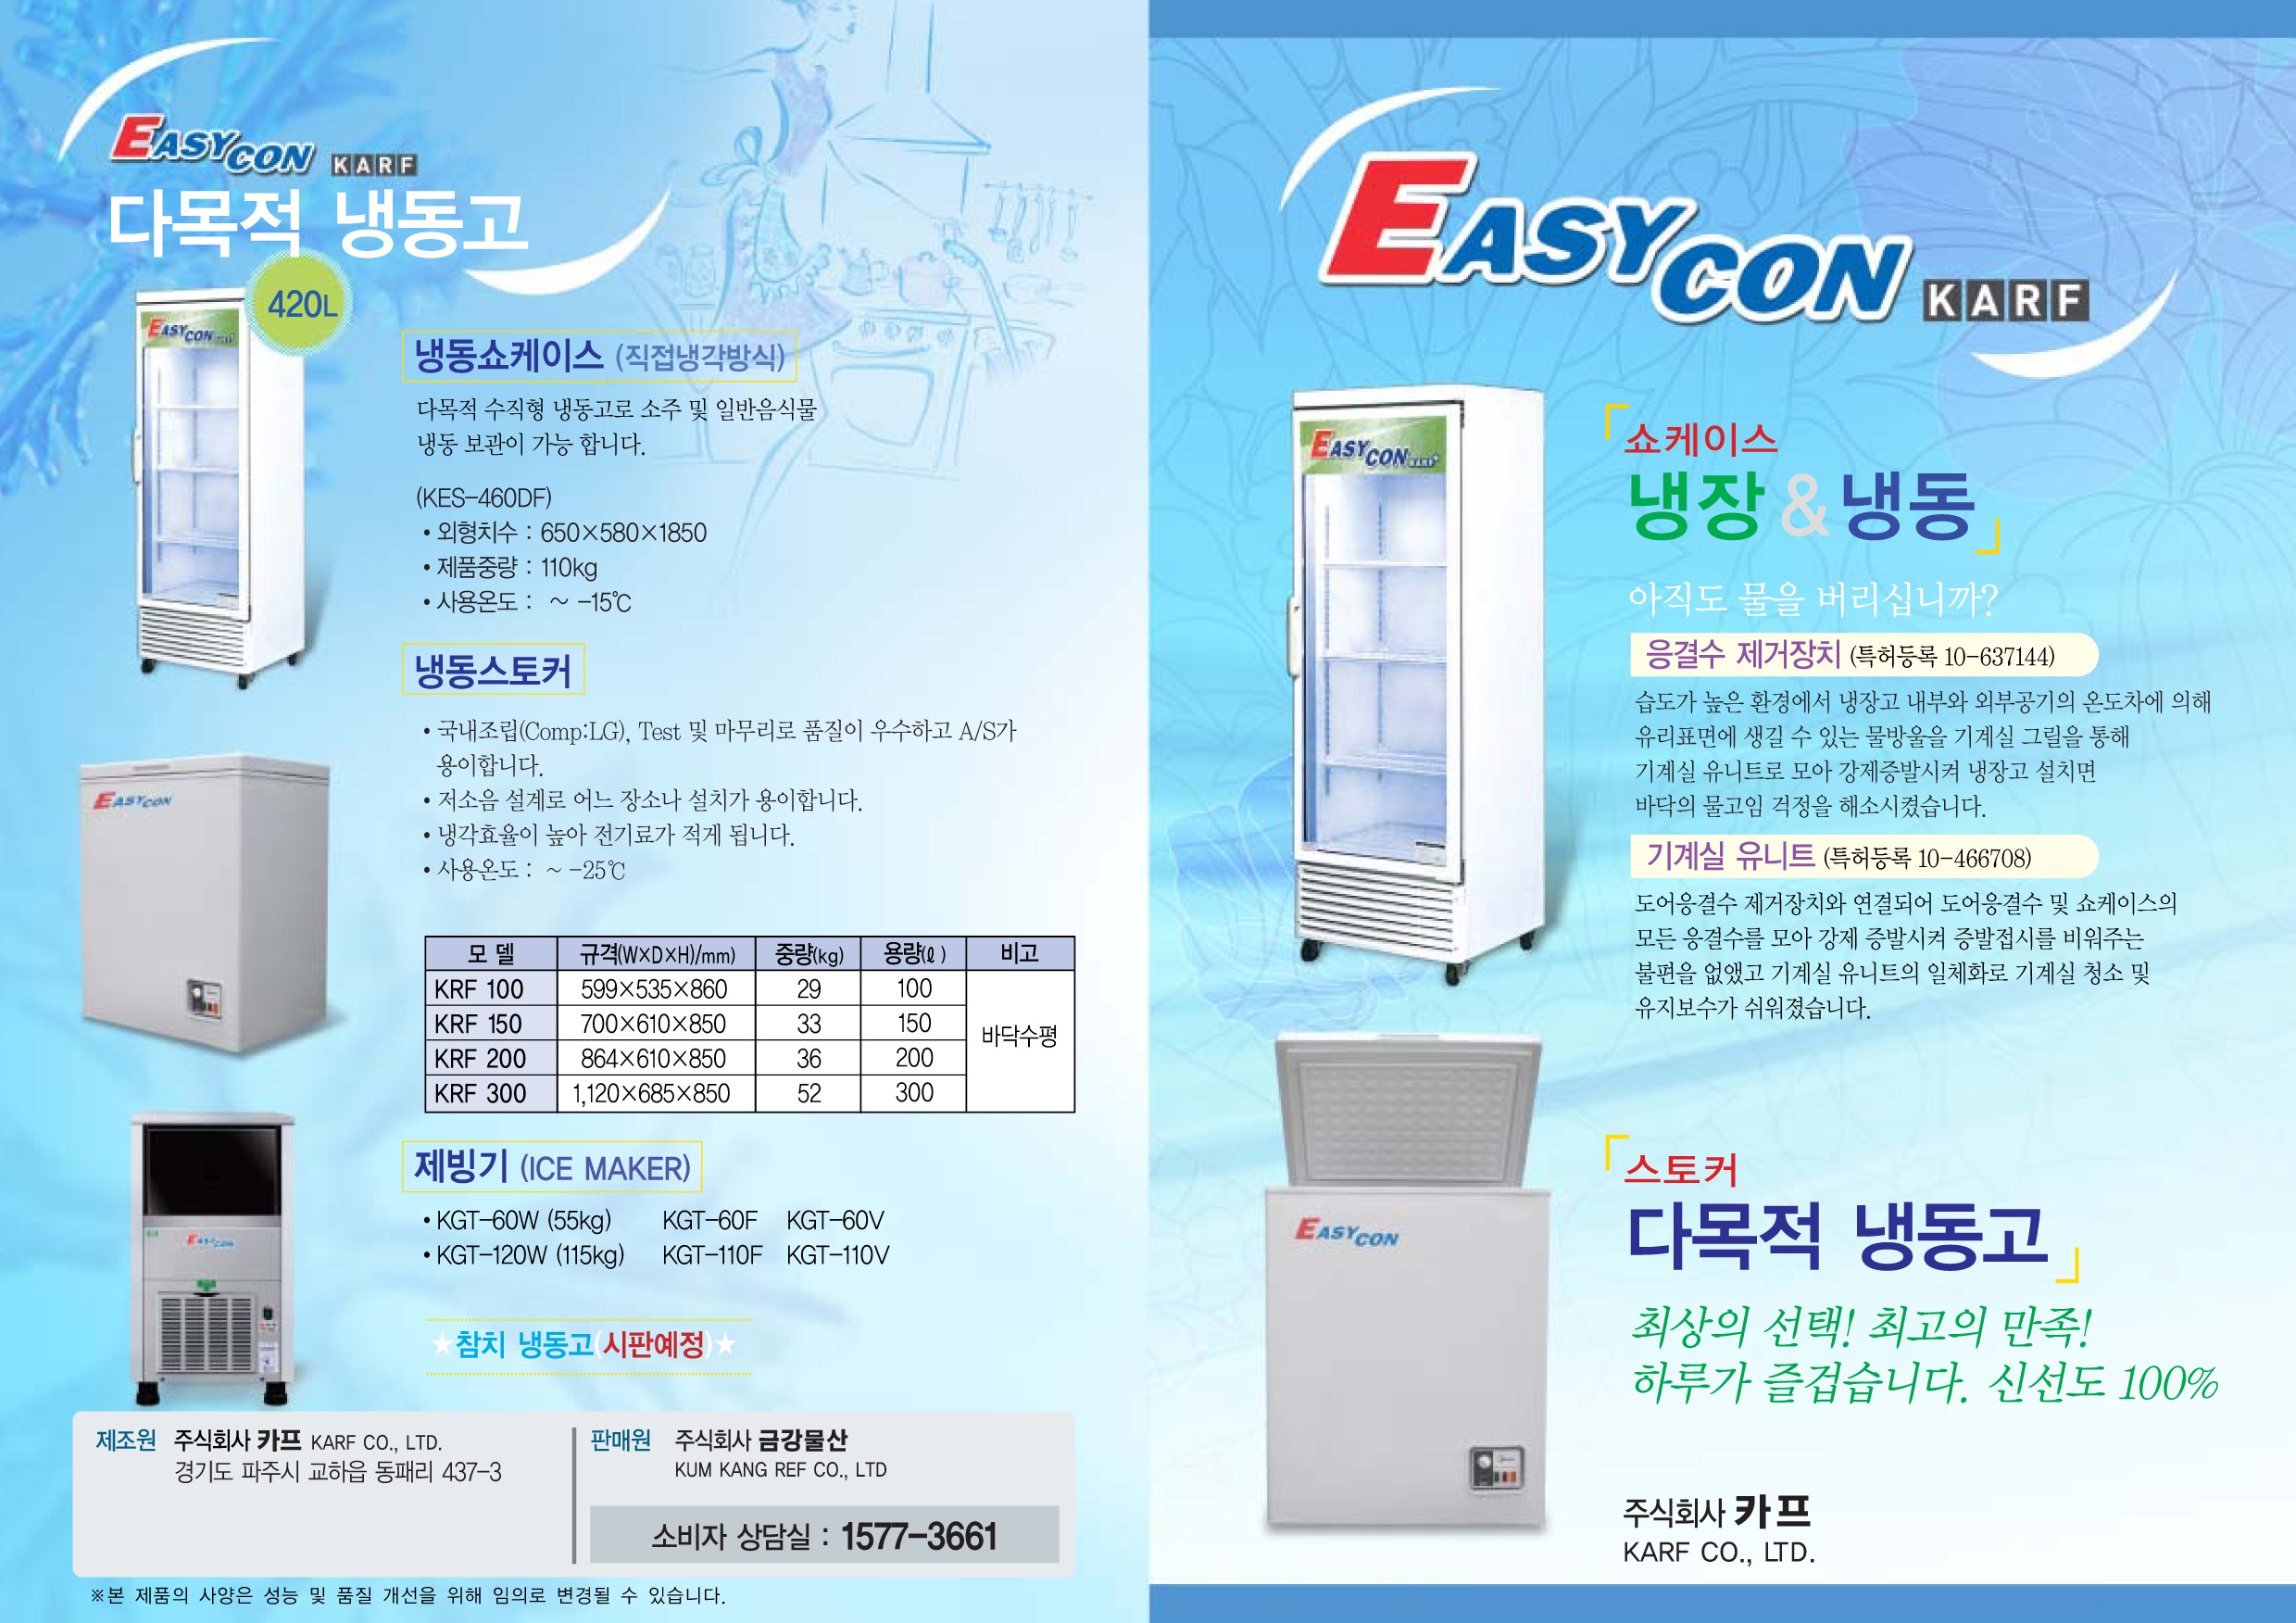 EASYCON KARF
다목적 냉동고
420L
EASYCON
냉동쇼케이스 (직접냉각방식)
다목적 수직형 냉동고로 소주 및 일반음식물
냉동 보관이 가능 합니다.
(KES-460DF)
• 외형치수 : 650×580×1850
• 제품중량 : 110kg
• 사용온도 : ~ -15℃
냉동스토커
• 국내조립(Comp:LG), Test 및 마무리로 품질이 우수하고 A/S가
용이합니다.
• 저소음 설계로 어느 장소나 설치가 용이합니다.
• 냉각효율이 높아 전기료가 적게 됩니다.
• 사용온도 : ~ -25℃
EASYCON
모 델 규격(W×D×H)/mm) 중량(kg) 용량(ℓ) 비고
KRF 100 599×535×860 29 100
KRF 150 700×610×850 33 150
바닥수평
KRF 200 864×610×850 36 200
KRF 300 1,120×685×850 52 300
제빙기 (ICE MAKER)
• KGT-60W (55kg) KGT-60F KGT-60V
• KGT-120W (115kg) KGT-110F KGT-110V
EASYCON
★참치 냉동고(시판예정)★
제조원 주식회사 카프 KARF CO., LTD.
경기도 파주시 교하읍 동패리 437-3
판매원 주식회사 금강물산
KUM KANG REF CO., LTD
소비자 상담실 : 1577-3661
※본 제품의 사양은 성능 및 품질 개선을 위해 임의로 변경될 수 있습니다.
EASYCON KARF
EASYCON KARF
「쇼케이스
냉장 & 냉동」
아직도 물을 버리십니까?
응결수 제거장치 (특허등록 10-637144)
습도가 높은 환경에서 냉장고 내부와 외부공기의 온도차에 의해
유리표면에 생길 수 있는 물방울을 기계실 그릴을 통해
기계실 유니트로 모아 강제증발시켜 냉장고 설치면
바닥의 물고임 걱정을 해소시켰습니다.
기계실 유니트 (특허등록 10-466708)
도어응결수 제거장치와 연결되어 도어응결수 및 쇼케이스의
모든 응결수를 모아 강제 증발시켜 증발접시를 비워주는
불편을 없앴고 기계실 유니트의 일체화로 기계실 청소 및
유지보수가 쉬워졌습니다.
「스토커
다목적 냉동고」
EASYCON
최상의 선택! 최고의 만족!
하루가 즐겁습니다. 신선도 100%
주식회사 카프
KARF CO., LTD.